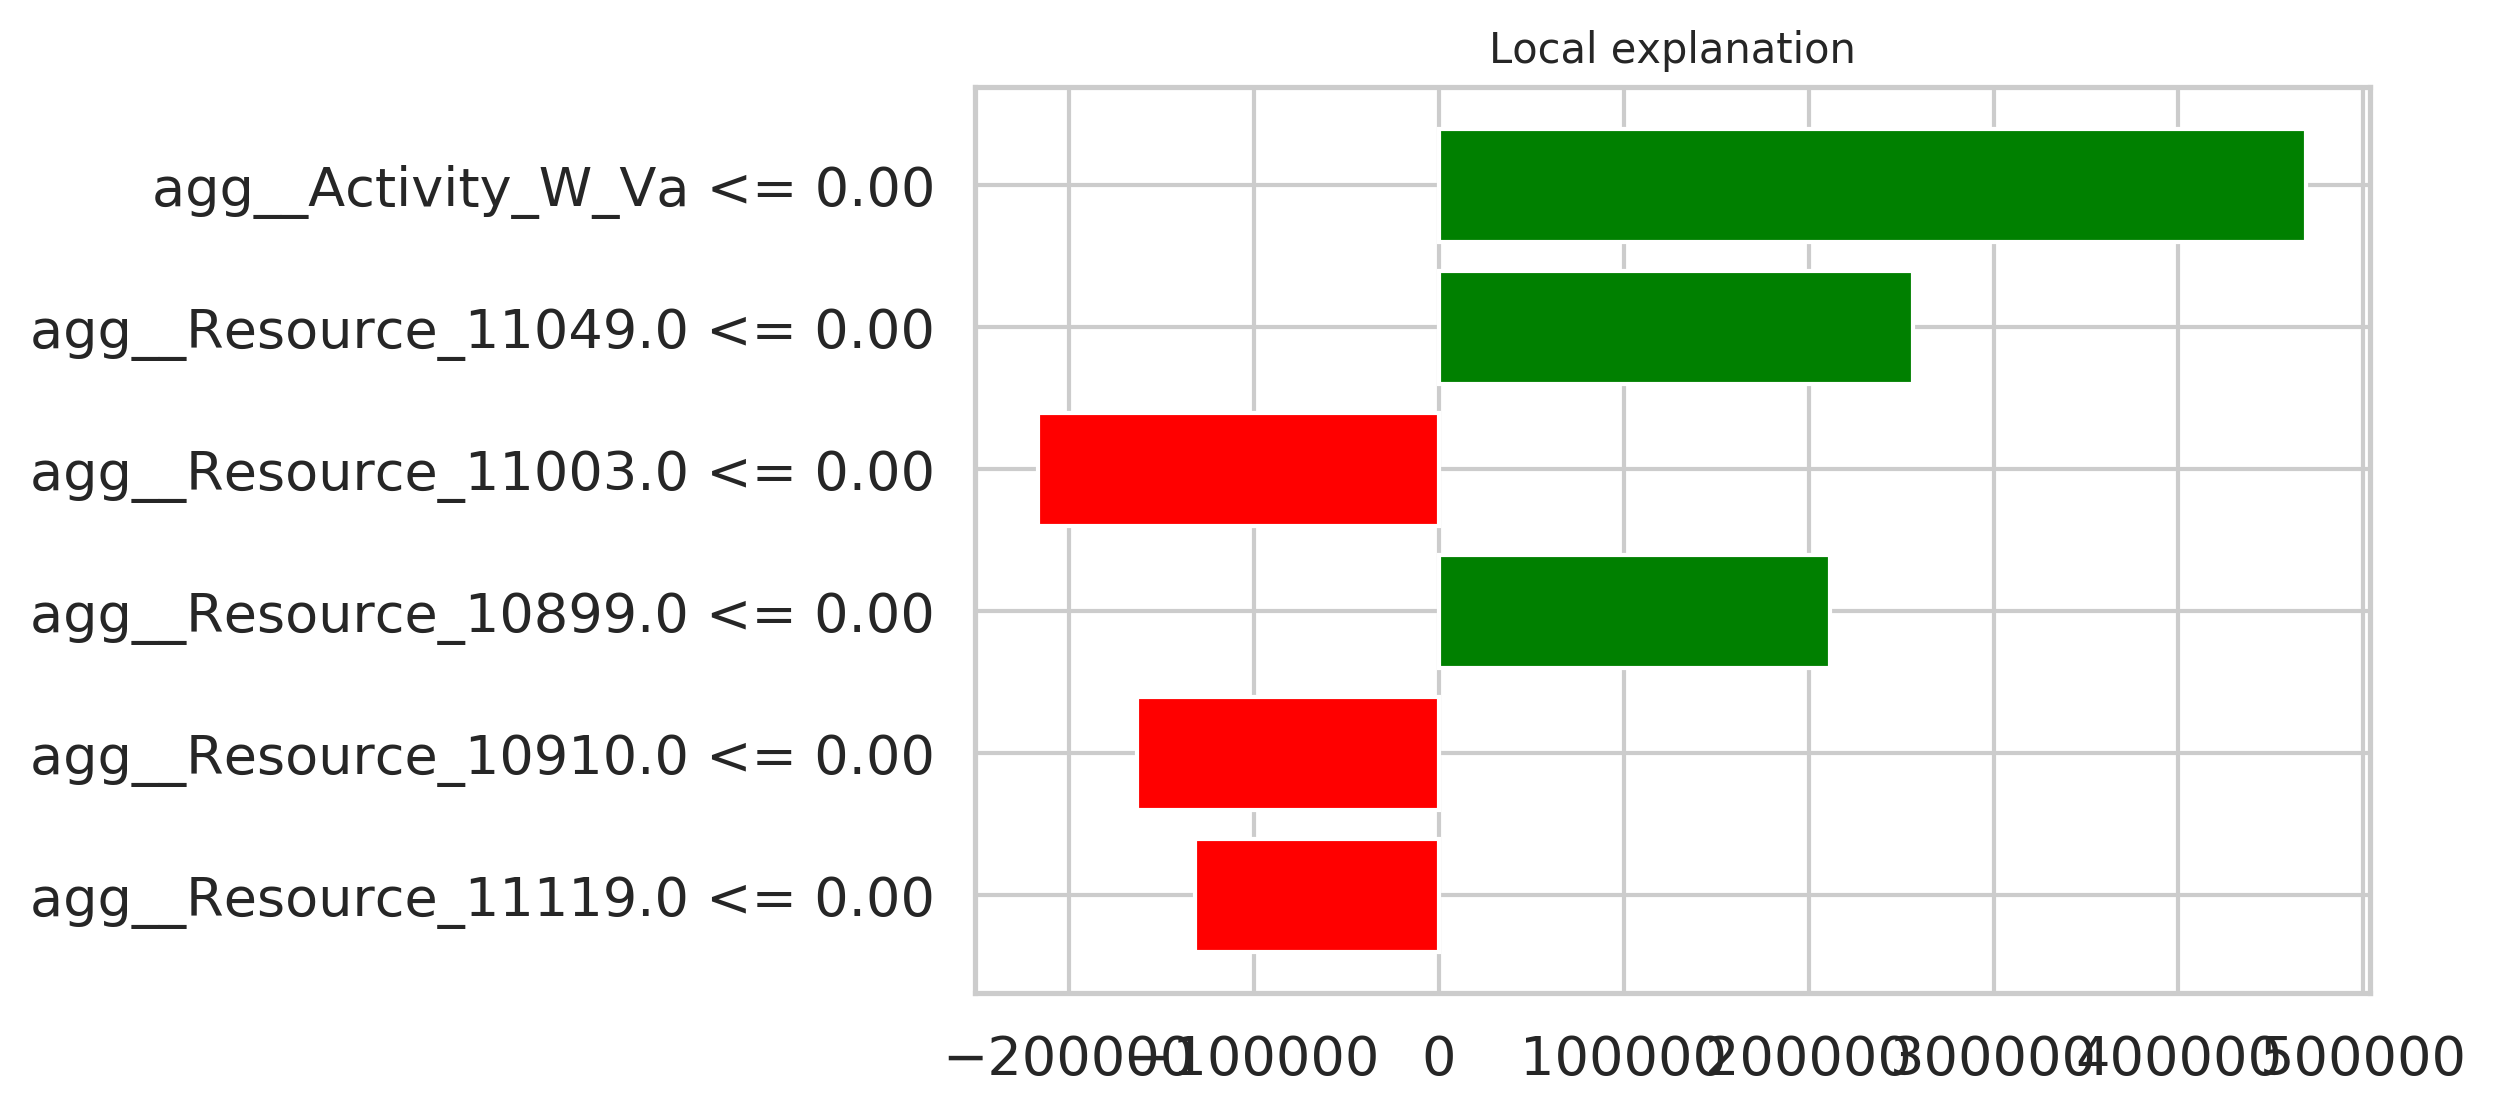 Local explanation
agg__Activity_W_Va <= 0.00
agg__Resource_11049.0 <= 0.00
agg__Resource_11003.0 <= 0.00
agg__Resource_10899.0 <= 0.00
agg__Resource_10910.0 <= 0.00
agg__Resource_11119.0 <= 0.00
−200000 −100000 0 100000 200000 300000 400000 500000